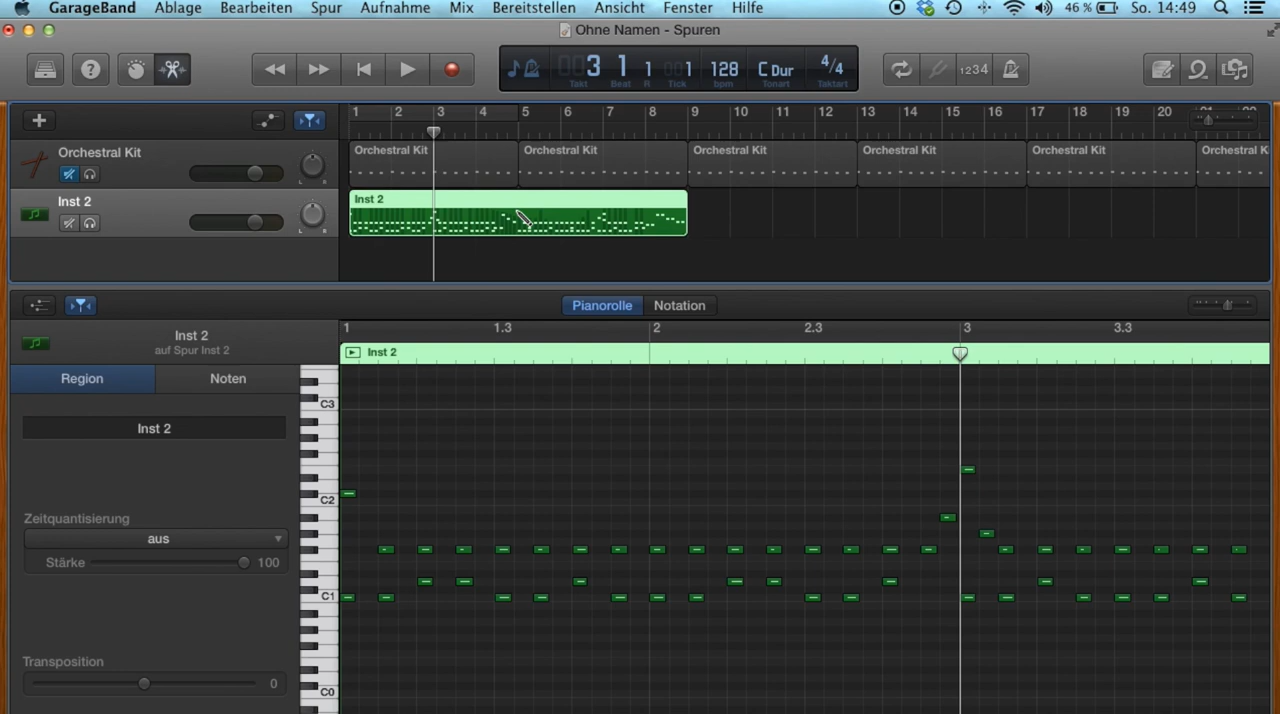 GarageBand Ablage Bearbeiten Spur Aufnahme Mix Bereitstellen Ansicht Fenster Hilfe 46 % So. 14:49
Ohne Namen - Spuren
3 1 1 1 128 C Dur 4/4
Takt Beat R Tick bpm Tonart Taktart
1234
1 2 3 4 5 6 7 8 9 10 11 12 13 14 15 16 17 18 19 20
Orchestral Kit
L R
Orchestral Kit Orchestral Kit Orchestral Kit Orchestral Kit Orchestral Kit Orchestral K
Inst 2
L R
Inst 2
Pianorolle Notation
Inst 2
auf Spur Inst 2
1 1.3 2 2.3 3 3.3
Inst 2
Region Noten
Inst 2
Zeitquantisierung
aus
Stärke 100
Transposition
0
C3
C2
C1
C0